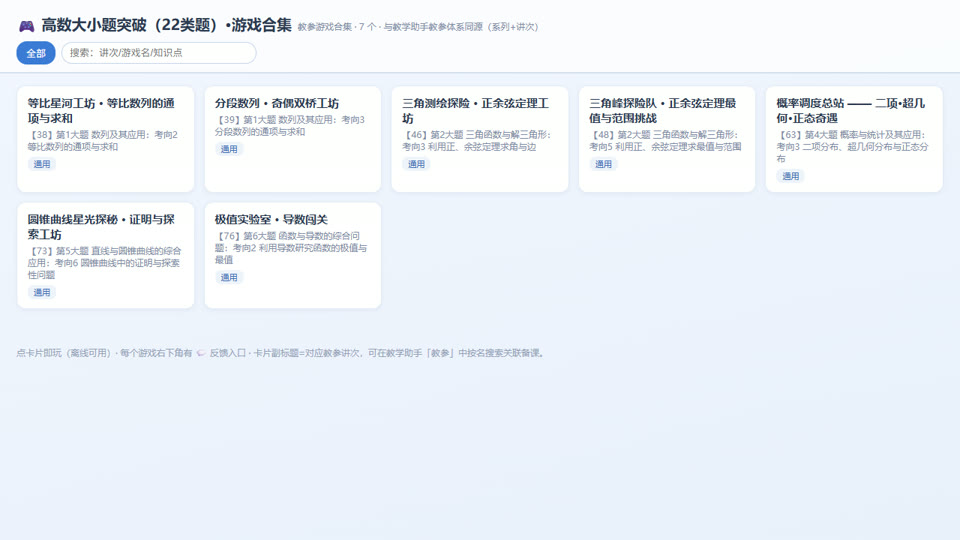 高数大小题突破（22类题）•游戏合集 教参游戏合集 · 7 个 · 与教学助手教参体系同源（系列+讲次）
全部 搜索：讲次/游戏名/知识点
等比星河工坊 • 等比数列的通
项与求和
【38】第1大题 数列及其应用：考向2
等比数列的通项与求和
通用
分段数列 • 奇偶双桥工坊
【39】第1大题 数列及其应用：考向3
分段数列的通项与求和
通用
三角测绘探险 • 正余弦定理工
坊
【46】第2大题 三角函数与解三角形：
考向3 利用正、余弦定理求角与边
通用
三角峰探险队 • 正余弦定理最
值与范围挑战
【48】第2大题 三角函数与解三角形：
考向5 利用正、余弦定理求最值与范围
通用
概率调度总站 —— 二项•超几
何•正态奇遇
【63】第4大题 概率与统计及其应用：
考向3 二项分布、超几何分布与正态分
布
通用
圆锥曲线星光探秘 • 证明与探
索工坊
【73】第5大题 直线与圆锥曲线的综合
应用：考向6 圆锥曲线中的证明与探索
性问题
通用
极值实验室 • 导数闯关
【76】第6大题 函数与导数的综合问
题：考向2 利用导数研究函数的极值与
最值
通用
点卡片即玩（离线可用） · 每个游戏右下角有 反馈入口 · 卡片副标题=对应教参讲次，可在教学助手「教参」中按名搜索关联备课。